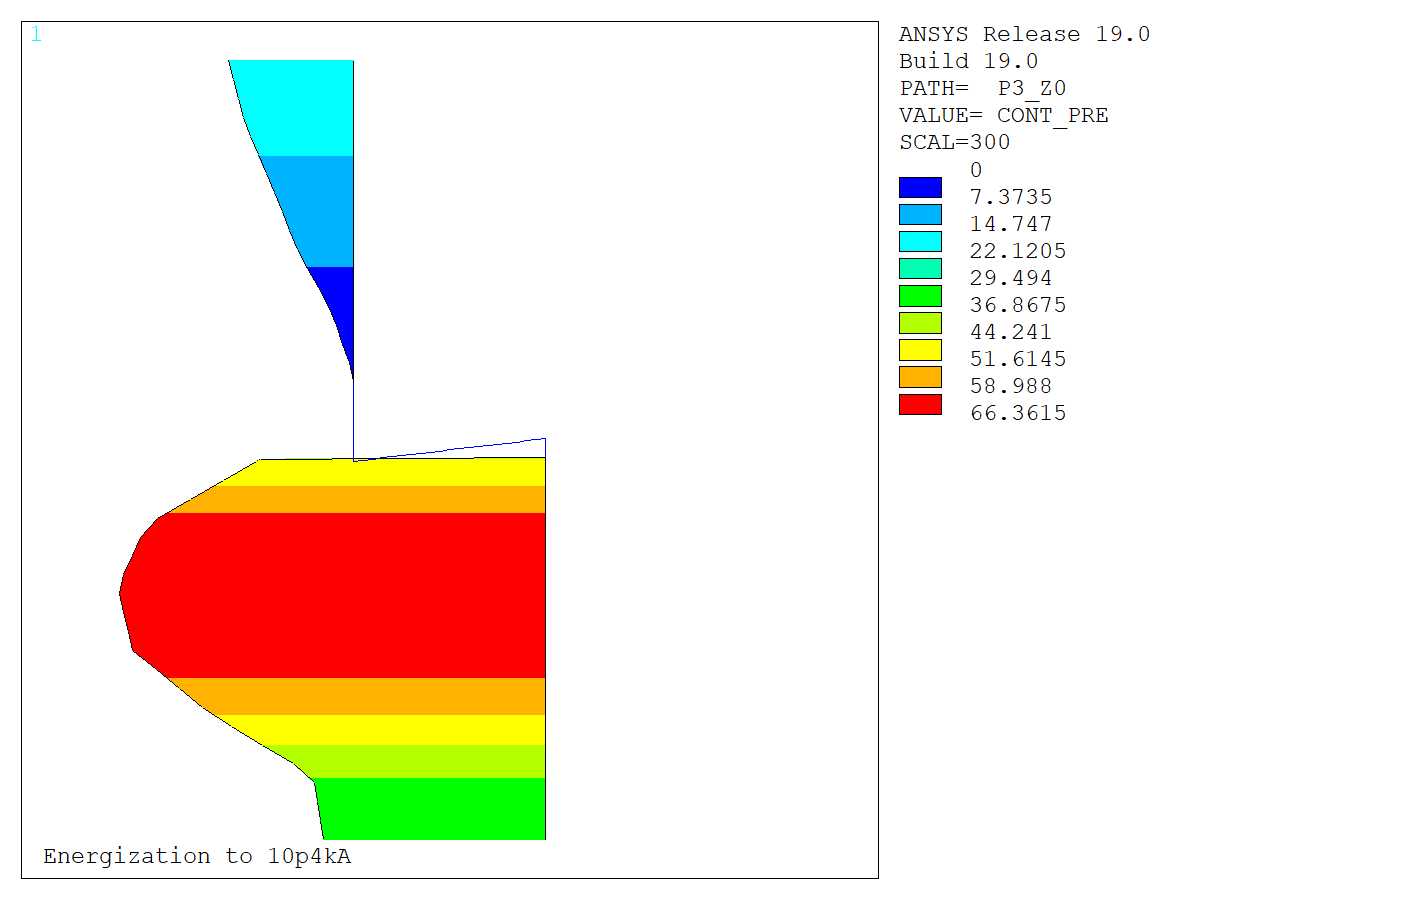 1
ANSYS Release 19.0
Build 19.0
PATH= P3_Z0
VALUE= CONT_PRE
SCAL=300
0
7.3735
14.747
22.1205
29.494
36.8675
44.241
51.6145
58.988
66.3615
Energization to 10p4kA